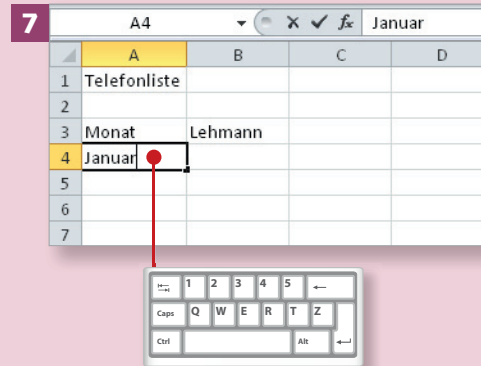 7
A4 fx Januar
A B C D
1 Telefonliste
2
3 Monat Lehmann
4 Januar
5
6
7
1 2 3 4 5 ←
Caps Q W E R T Z
Ctrl Alt